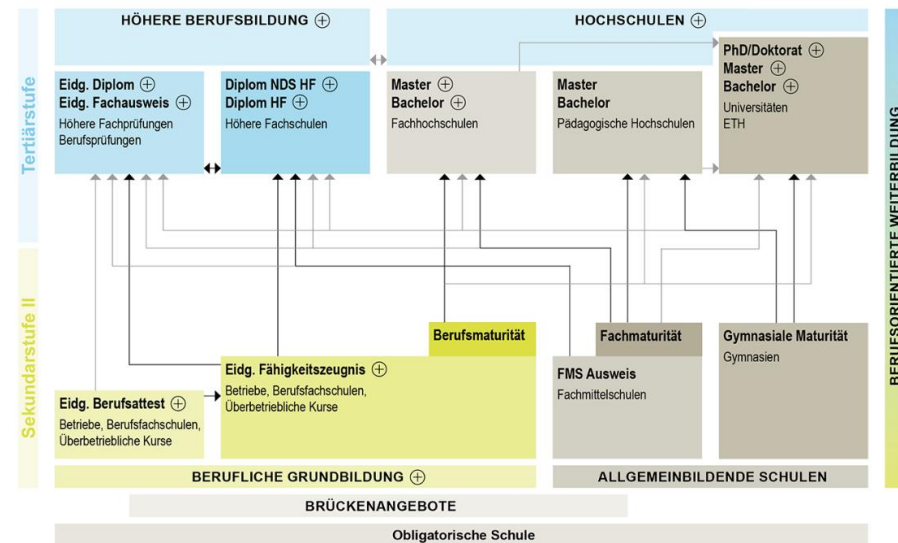 HÖHERE BERUFSBILDUNG ⊕
HOCHSCHULEN ⊕
Tertiärstufe
Eidg. Diplom ⊕
Eidg. Fachausweis ⊕
Höhere Fachprüfungen
Berufsprüfungen
Diplom NDS HF ⊕
Diplom HF ⊕
Höhere Fachschulen
Master ⊕
Bachelor ⊕
Fachhochschulen
Master
Bachelor
Pädagogische Hochschulen
PhD/Doktorat ⊕
Master ⊕
Bachelor ⊕
Universitäten
ETH
BERUFSORIENTIERTE WEITERBILDUNG
Sekundarstufe II
Berufsmaturität
Fachmaturität
Gymnasiale Maturität
Gymnasien
Eidg. Fähigkeitszeugnis ⊕
Betriebe, Berufsfachschulen,
Überbetriebliche Kurse
FMS Ausweis
Fachmittelschulen
Eidg. Berufsattest ⊕
Betriebe, Berufsfachschulen,
Überbetriebliche Kurse
BERUFLICHE GRUNDBILDUNG ⊕
ALLGEMEINBILDENDE SCHULEN
BRÜCKENANGEBOTE
Obligatorische Schule